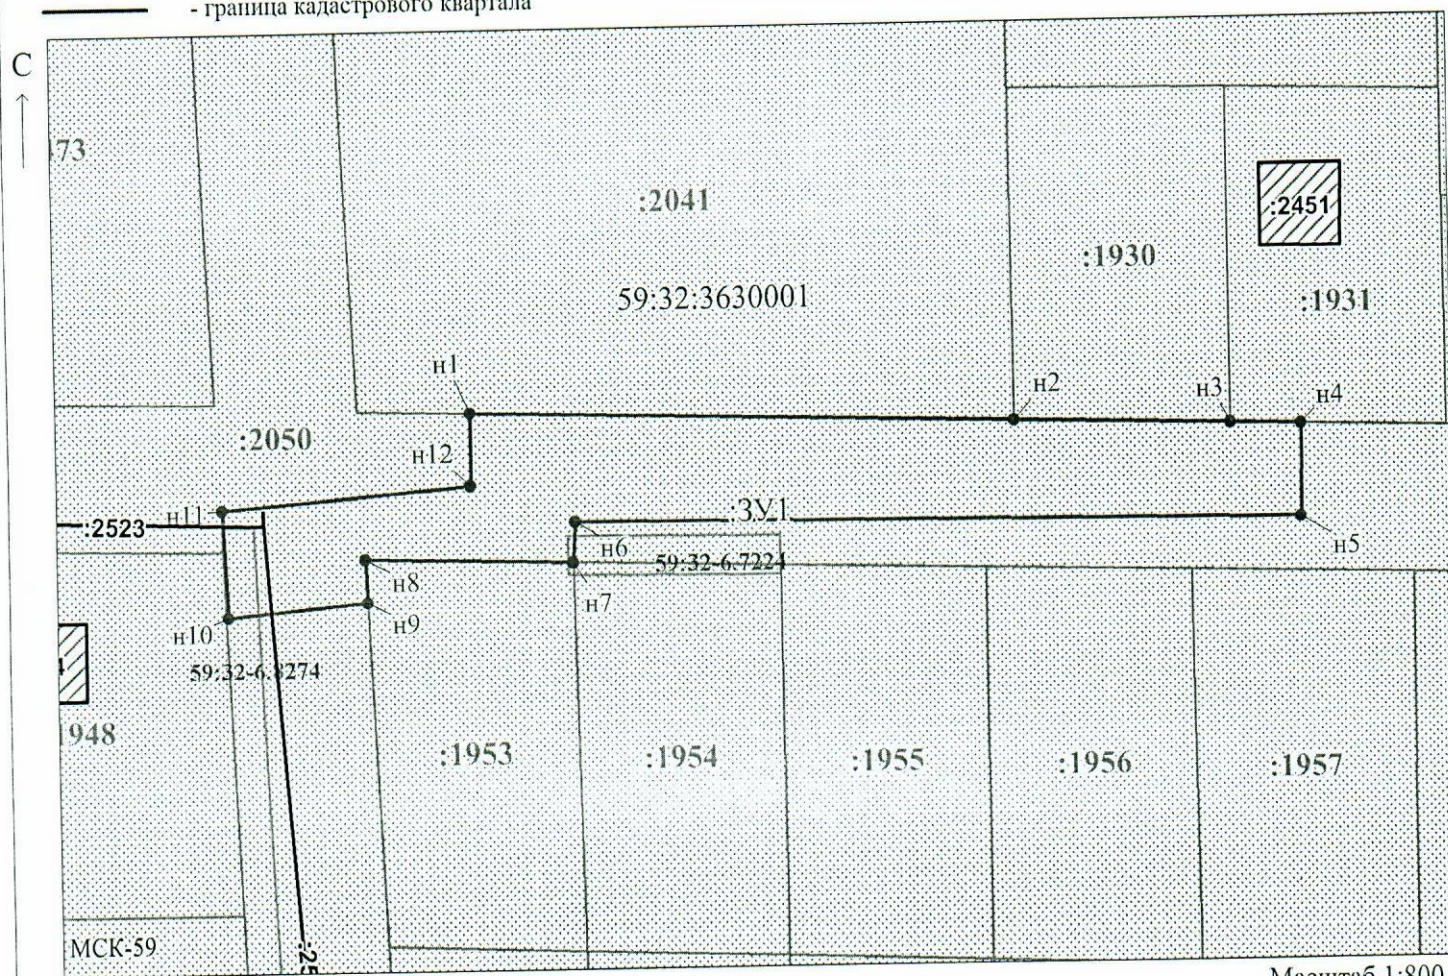 - граница кадастрового квартала
С
:2041
:2451
:1930
59:32:3630001
:1931
н1
н2
н3
н4
:2050
н12
н11
:ЗУ1
:2523
н6
н5
59:32-6.7224
н8
н7
н9
н10
59:32-6.8274
:1953
:1954
:1955
:1956
:1957
МСК-59
Масштаб 1:800